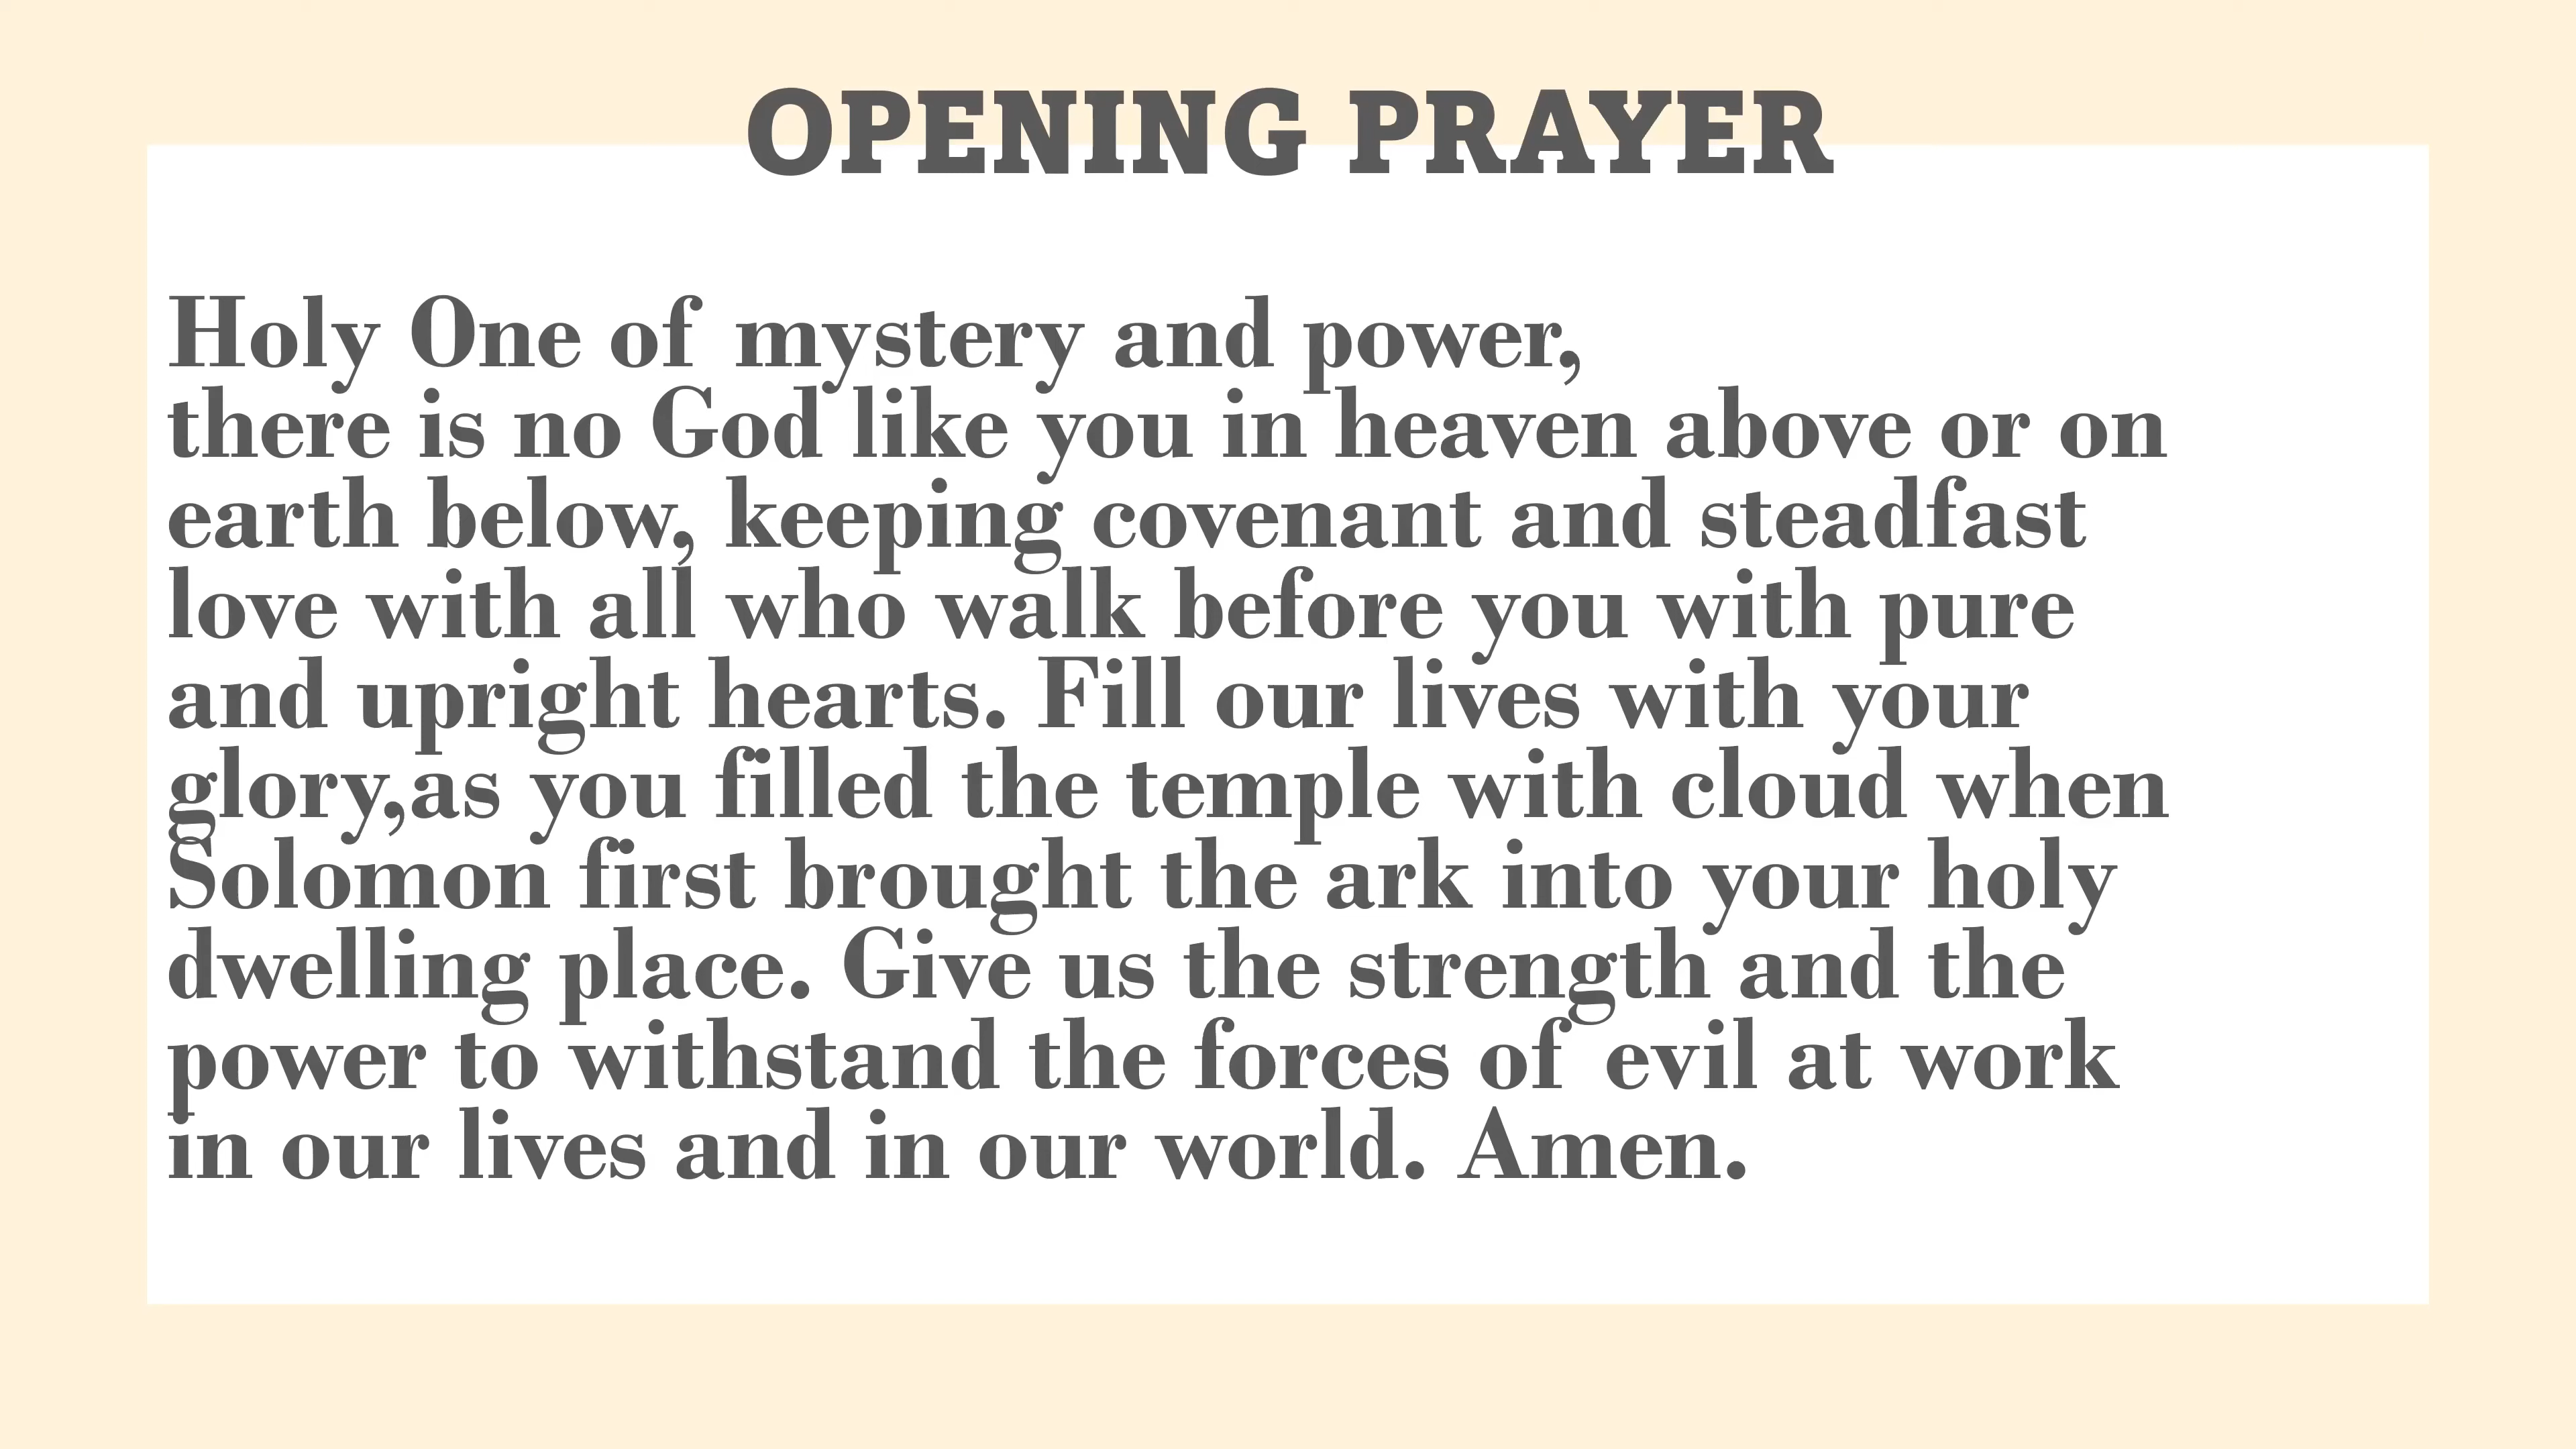 OPENING PRAYER
Holy One of mystery and power,
there is no God like you in heaven above or on
earth below, keeping covenant and steadfast
love with all who walk before you with pure
and upright hearts. Fill our lives with your
glory,as you filled the temple with cloud when
Solomon first brought the ark into your holy
dwelling place. Give us the strength and the
power to withstand the forces of evil at work
in our lives and in our world. Amen.